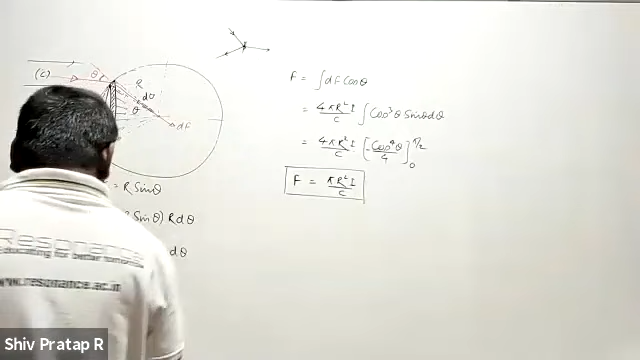 (C)
θ
R
dθ
θ
dF
= R Sinθ
Sinθ) R dθ
dθ
F = ∫dF Cosθ
= 4πR²I/C ∫ Cos³θ Sinθ dθ
= 4πR²I/C [-Cos⁴θ/4]₀^π/2
F = πR²I/C
Resonance
educating for better tomorrow
www.resonance.ac.in
Shiv Pratap R